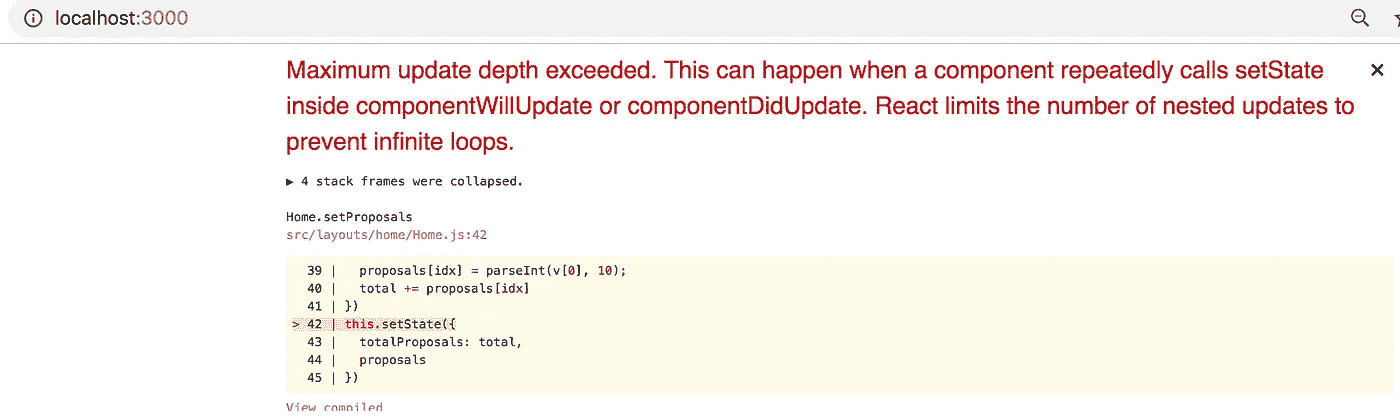 localhost:3000
Maximum update depth exceeded. This can happen when a component repeatedly calls setState
inside componentWillUpdate or componentDidUpdate. React limits the number of nested updates to
prevent infinite loops.
▶ 4 stack frames were collapsed.
Home.setProposals
src/layouts/home/Home.js:42
39 |   proposals[idx] = parseInt(v[0], 10);
40 |   total += proposals[idx]
41 | })
> 42 | this.setState({
43 |   totalProposals: total,
44 |   proposals
45 | })
View compiled